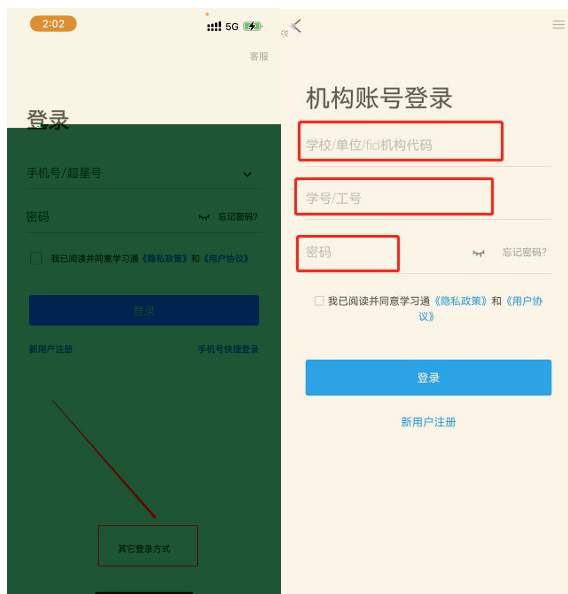 2:02
5G
客服
登录
手机号/超星号
密码
忘记密码?
我已阅读并同意学习通《隐私政策》和《用户协议》
登录
新用户注册
手机号快捷登录
其它登录方式
机构账号登录
学校/单位/fid机构代码
学号/工号
密码
忘记密码?
我已阅读并同意学习通《隐私政策》和《用户协
议》
登录
新用户注册